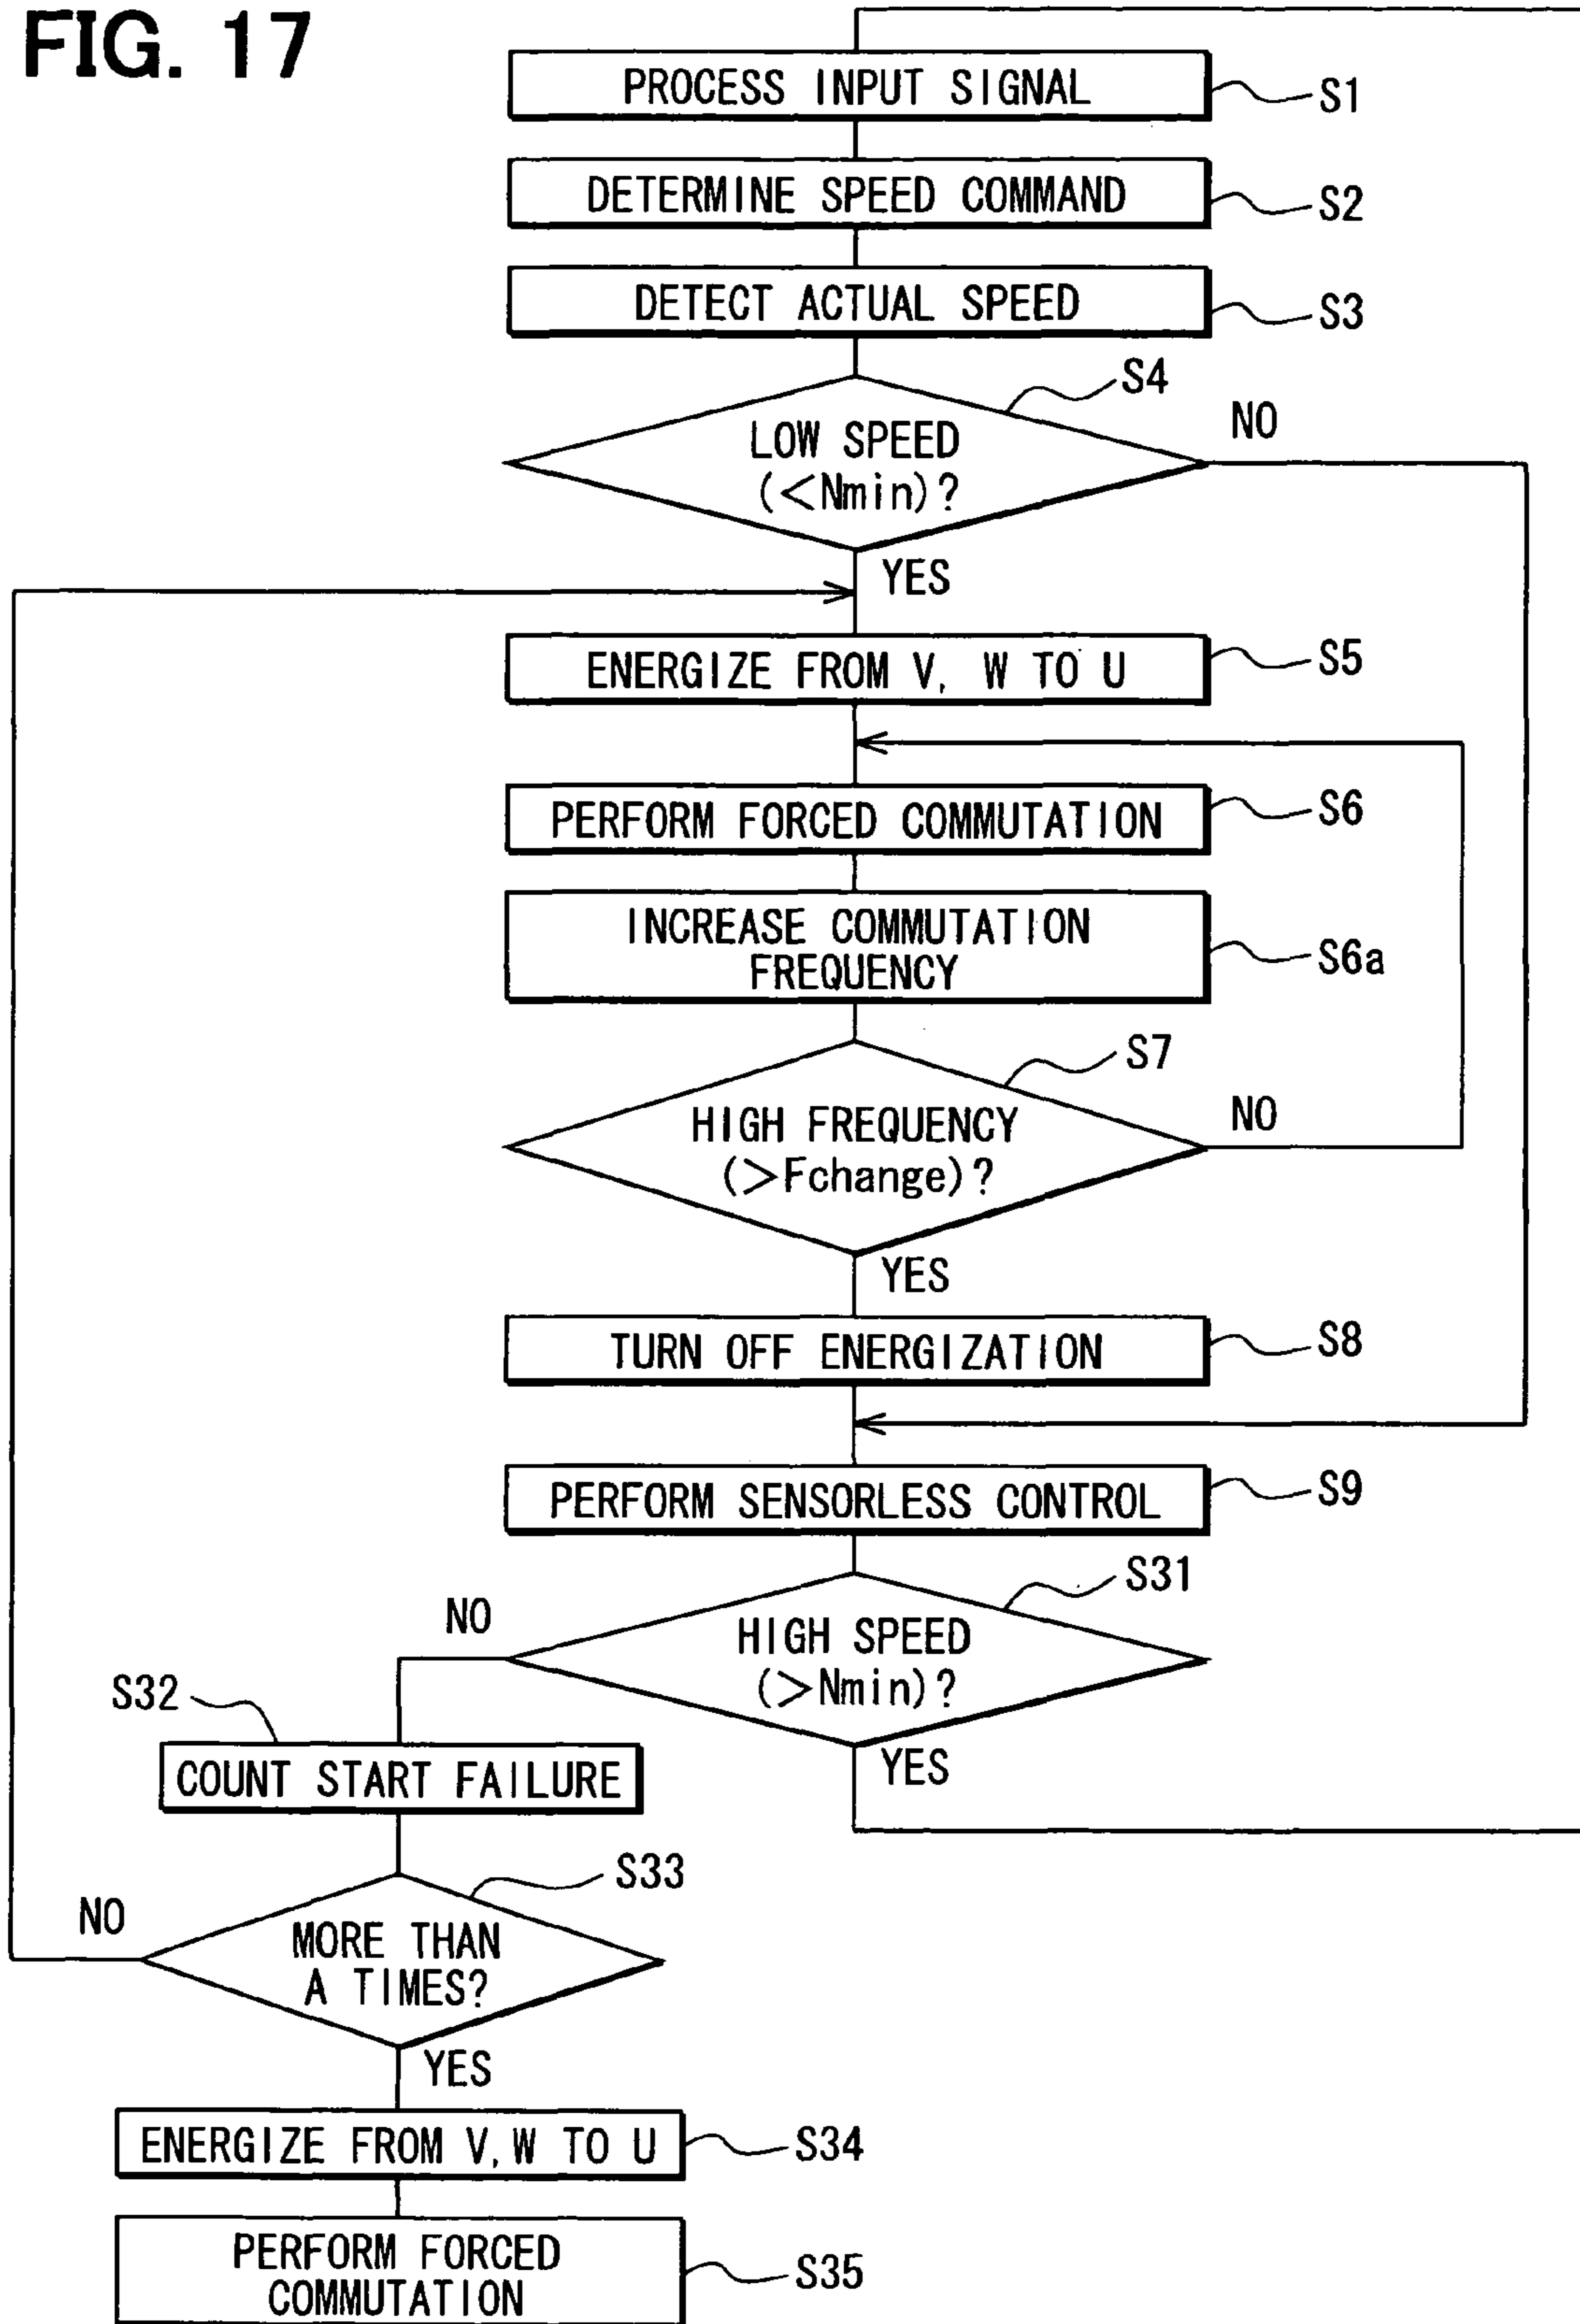 FIG. 17
PROCESS INPUT SIGNAL
S1
DETERMINE SPEED COMMAND
S2
DETECT ACTUAL SPEED
S3
S4
LOW SPEED
(<Nmin)?
NO
YES
ENERGIZE FROM V, W TO U
S5
PERFORM FORCED COMMUTATION
S6
INCREASE COMMUTATION
FREQUENCY
S6a
S7
HIGH FREQUENCY
(>Fchange)?
NO
YES
TURN OFF ENERGIZATION
S8
PERFORM SENSORLESS CONTROL
S9
S31
HIGH SPEED
(>Nmin)?
NO
YES
S32
COUNT START FAILURE
S33
MORE THAN
A TIMES?
NO
YES
ENERGIZE FROM V,W TO U
S34
PERFORM FORCED
COMMUTATION
S35